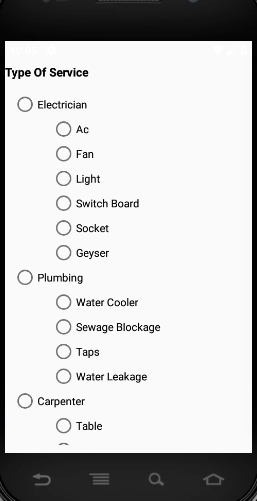 Type Of Service
Electrician
Ac
Fan
Light
Switch Board
Socket
Geyser
Plumbing
Water Cooler
Sewage Blockage
Taps
Water Leakage
Carpenter
Table